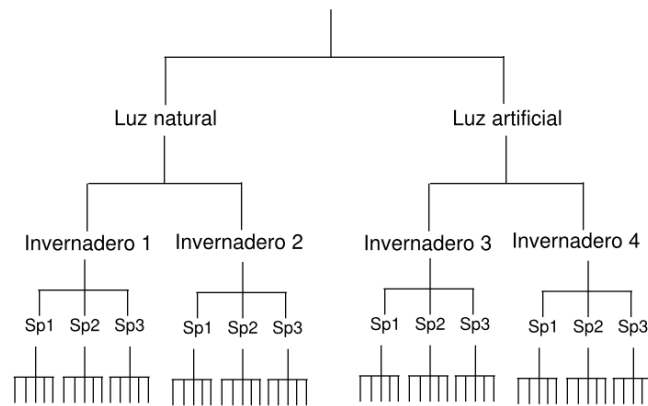 Luz natural
Luz artificial
Invernadero 1
Invernadero 2
Invernadero 3
Invernadero 4
Sp1 Sp2 Sp3
Sp1 Sp2 Sp3
Sp1 Sp2 Sp3
Sp1 Sp2 Sp3